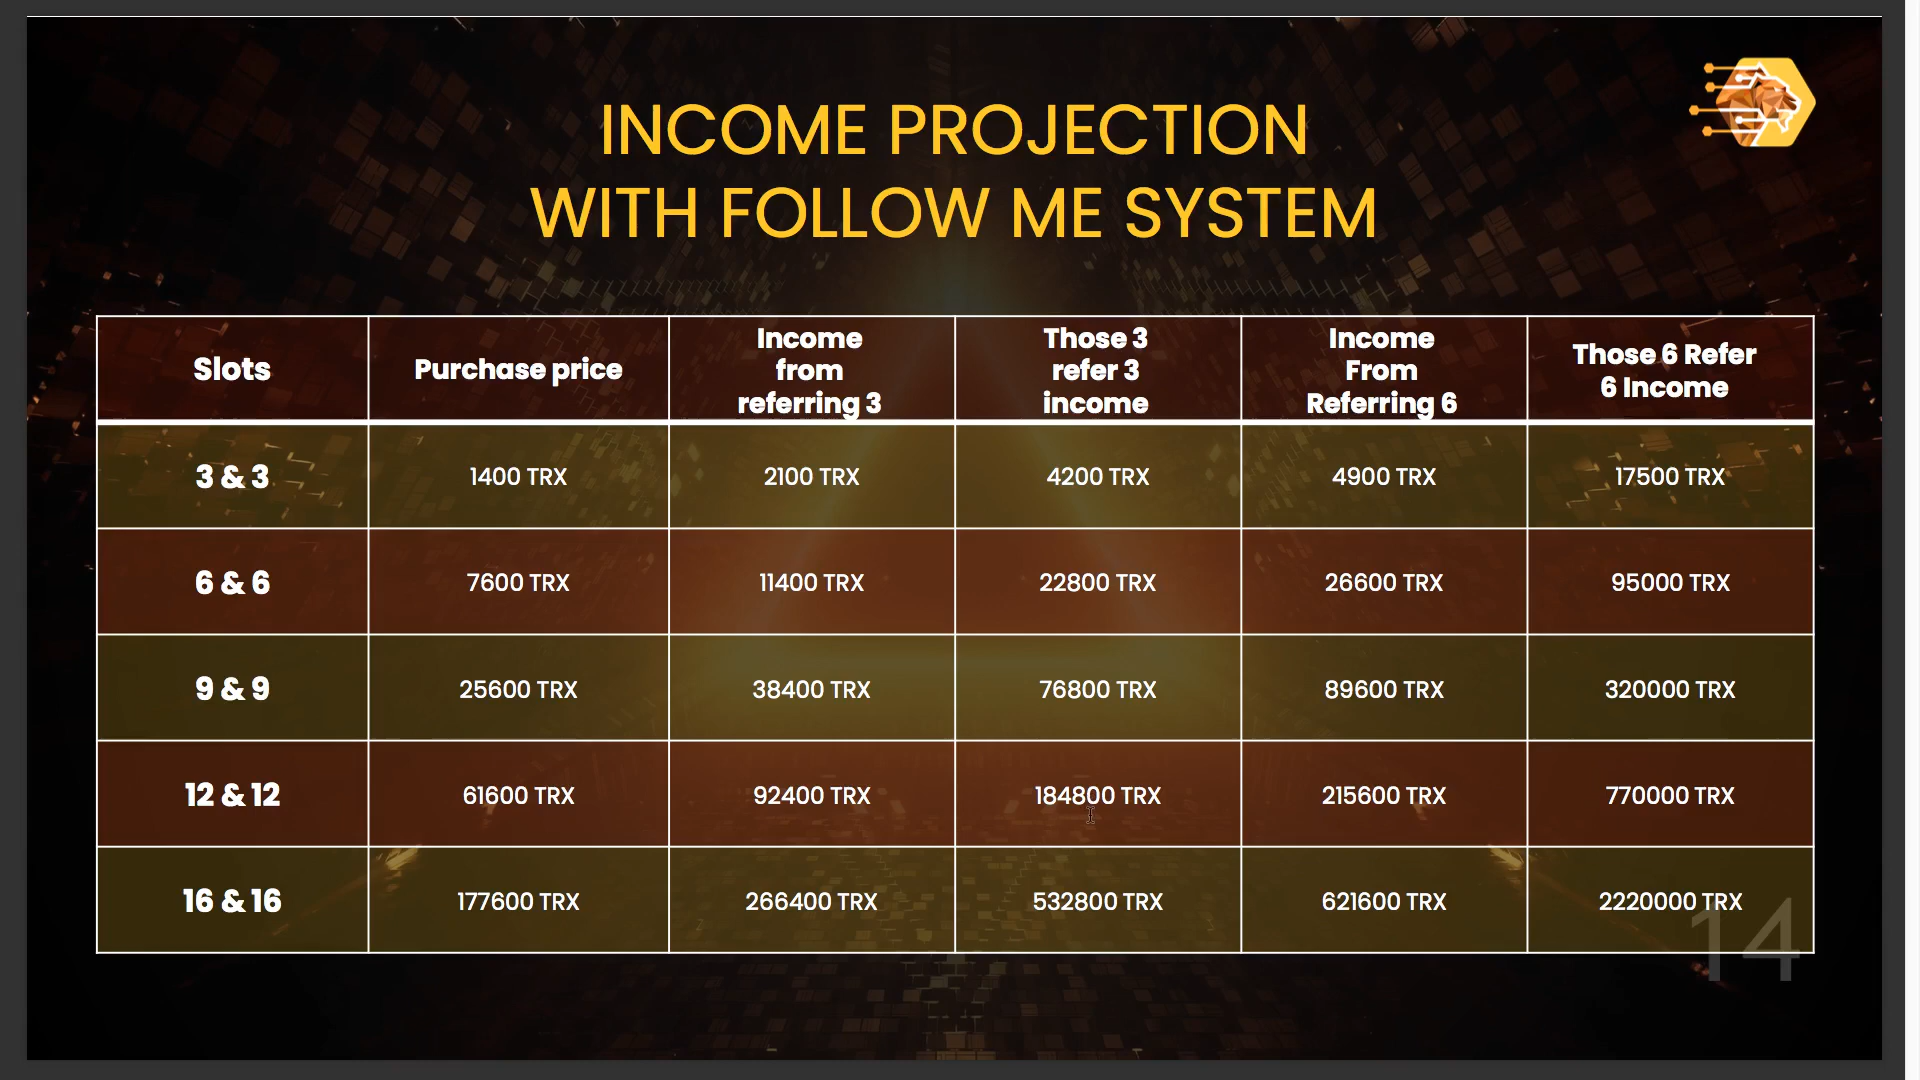 INCOME PROJECTION
WITH FOLLOW ME SYSTEM
Slots
Purchase price
Income
from
referring 3
Those 3
refer 3
income
Income
From
Referring 6
Those 6 Refer
6 Income
3 & 3
1400 TRX
2100 TRX
4200 TRX
4900 TRX
17500 TRX
6 & 6
7600 TRX
11400 TRX
22800 TRX
26600 TRX
95000 TRX
9 & 9
25600 TRX
38400 TRX
76800 TRX
89600 TRX
320000 TRX
12 & 12
61600 TRX
92400 TRX
184800 TRX
215600 TRX
770000 TRX
16 & 16
177600 TRX
266400 TRX
532800 TRX
621600 TRX
2220000 TRX
14